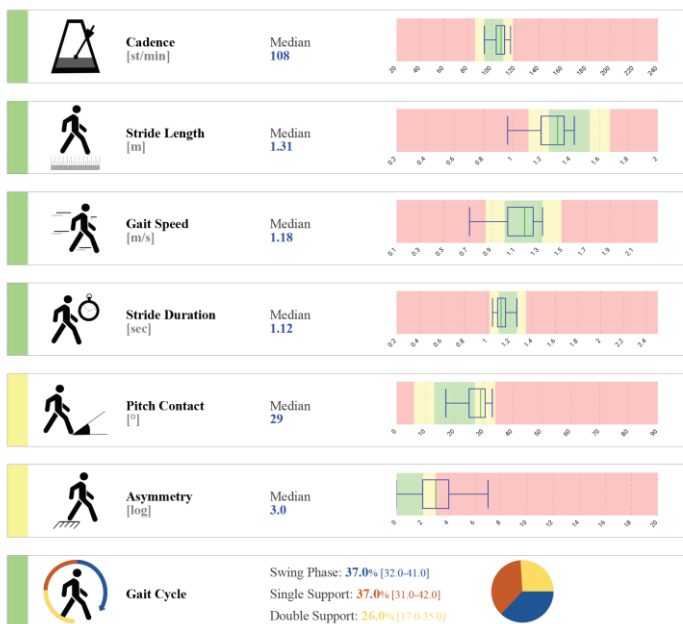 Cadence
[st/min]
Median
108
20 40 60 80 100 120 140 160 180 200 220 240
Stride Length
[m]
Median
1.31
0.2 0.4 0.6 0.8 1 1.2 1.4 1.6 1.8 2
Gait Speed
[m/s]
Median
1.18
0.1 0.3 0.5 0.7 0.9 1.1 1.3 1.5 1.7 1.9 2.1
Stride Duration
[sec]
Median
1.12
0.2 0.4 0.6 0.8 1 1.2 1.4 1.6 1.8 2 2.2 2.4
Pitch Contact
[°]
Median
29
0 10 20 30 40 50 60 70 80 90
Asymmetry
[log]
Median
3.0
0 2 4 6 8 10 12 14 16 18 20
Gait Cycle
Swing Phase: 37.0% [32.0-41.0]
Single Support: 37.0% [31.0-42.0]
Double Support: 26.0% [17.0-35.0]